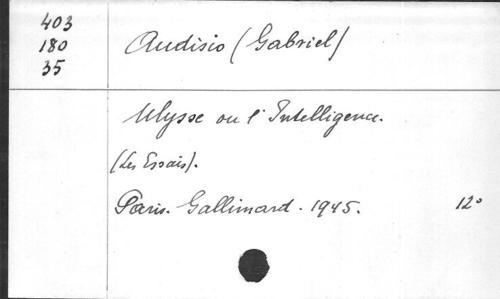 403
180
35
Audisio (Gabriel)
Ulysse ou l'Intelligence.
(Les Essais).
Paris. Gallimard. 1945. 12°